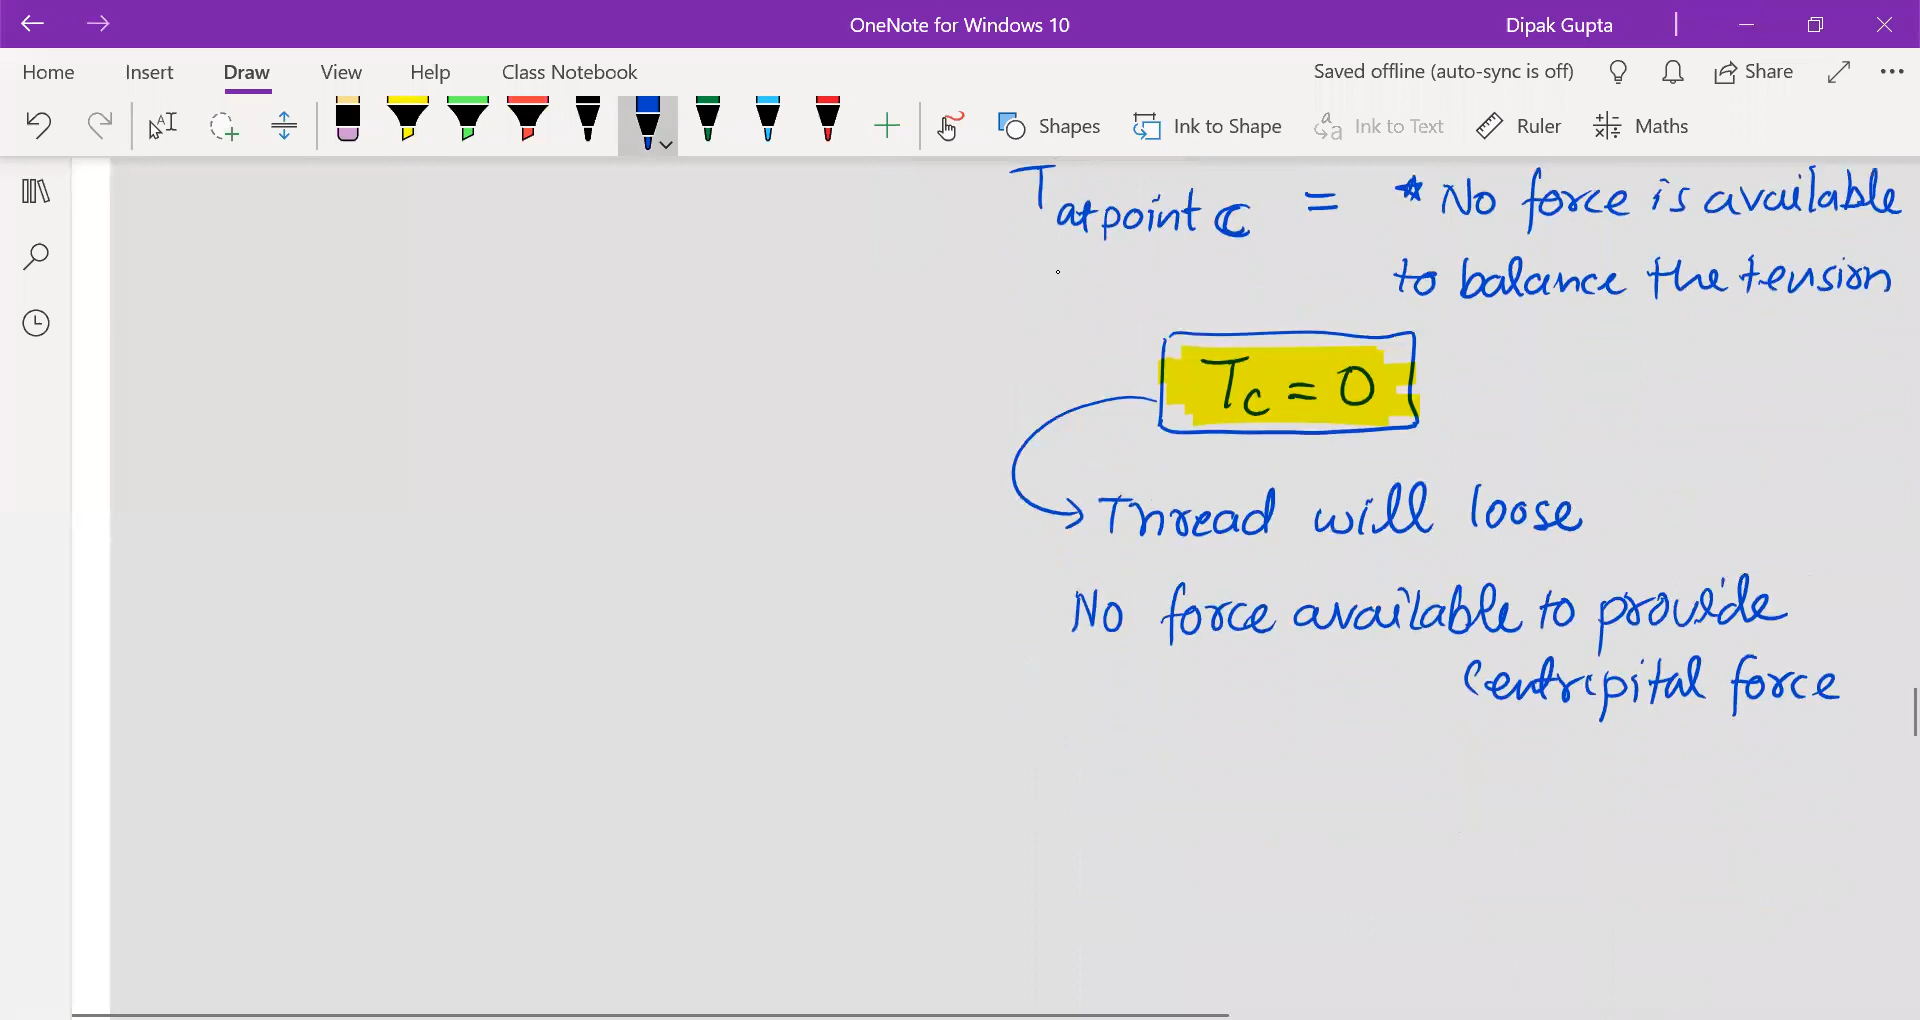 OneNote for Windows 10
Dipak Gupta
Home Insert Draw View Help Class Notebook
Saved offline (auto-sync is off) Share
Shapes Ink to Shape Ink to Text Ruler Maths
T at point C = * No force is available
to balance the tension
Tc = 0
Thread will loose
No force available to provide
Centripital force